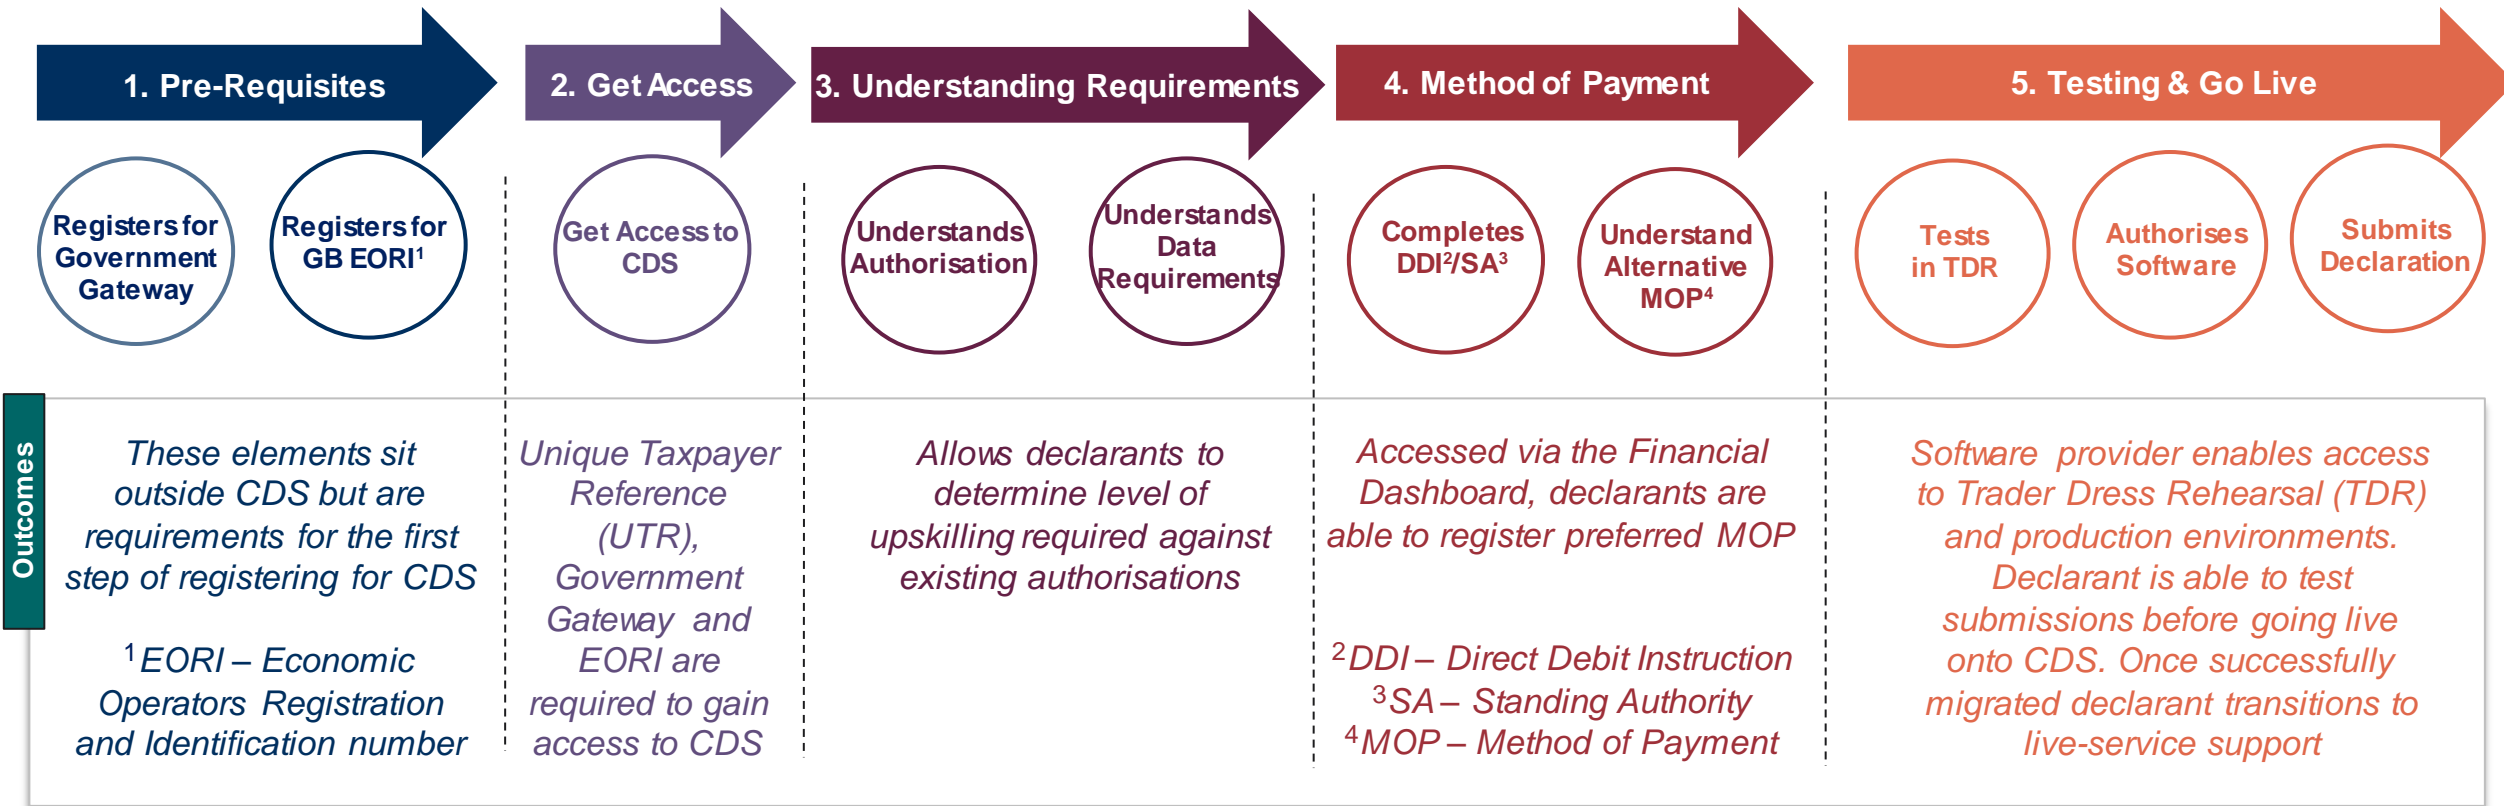 1. Pre-Requisites
2. Get Access
3. Understanding Requirements
4. Method of Payment
5. Testing & Go Live
Registers for
Government
Gateway
Registers for
GB EORI¹
Get Access to
CDS
Understands
Authorisation
Understands
Data
Requirements
Completes
DDI²/SA³
Understand
Alternative
MOP⁴
Tests
in TDR
Authorises
Software
Submits
Declaration
Outcomes
These elements sit
outside CDS but are
requirements for the first
step of registering for CDS
¹EORI – Economic
Operators Registration
and Identification number
Unique Taxpayer
Reference
(UTR),
Government
Gateway and
EORI are
required to gain
access to CDS
Allows declarants to
determine level of
upskilling required against
existing authorisations
Accessed via the Financial
Dashboard, declarants are
able to register preferred MOP
²DDI – Direct Debit Instruction
³SA – Standing Authority
⁴MOP – Method of Payment
Software provider enables access
to Trader Dress Rehearsal (TDR)
and production environments.
Declarant is able to test
submissions before going live
onto CDS. Once successfully
migrated declarant transitions to
live-service support